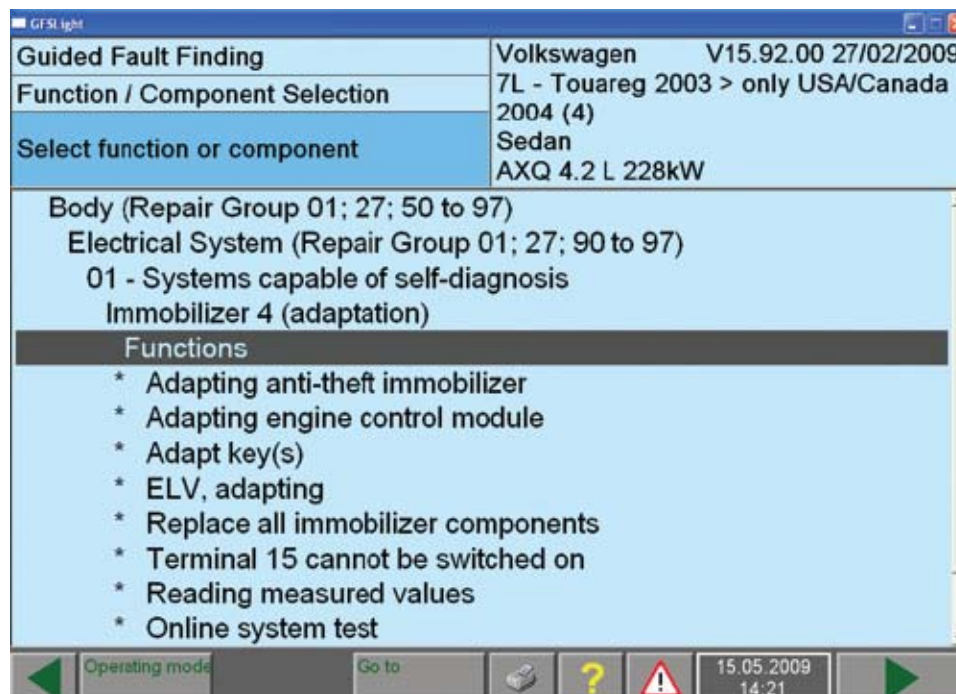 GFSLight
Guided Fault Finding
Function / Component Selection
Select function or component
Volkswagen V15.92.00 27/02/2009
7L - Touareg 2003 > only USA/Canada
2004 (4)
Sedan
AXQ 4.2 L 228kW
Body (Repair Group 01; 27; 50 to 97)
Electrical System (Repair Group 01; 27; 90 to 97)
01 - Systems capable of self-diagnosis
Immobilizer 4 (adaptation)
Functions
* Adapting anti-theft immobilizer
* Adapting engine control module
* Adapt key(s)
* ELV, adapting
* Replace all immobilizer components
* Terminal 15 cannot be switched on
* Reading measured values
* Online system test
Operating mode
Go to
?
!
15.05.2009
14:21